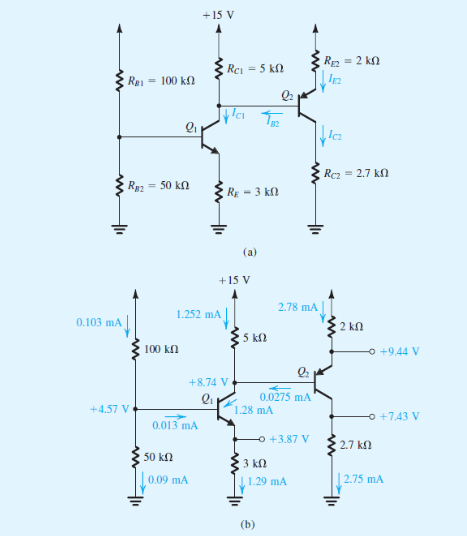 +15 V
R_B1 = 100 kΩ
R_C1 = 5 kΩ
R_E2 = 2 kΩ
I_E2
Q_2
I_C1
I_B2
Q_1
I_C2
R_B2 = 50 kΩ
R_E = 3 kΩ
R_C2 = 2.7 kΩ
(a)
+15 V
0.103 mA
1.252 mA
2.78 mA
2 kΩ
5 kΩ
100 kΩ
+9.44 V
Q_2
+8.74 V
0.0275 mA
Q_1
1.28 mA
+4.57 V
+7.43 V
0.013 mA
+3.87 V
2.7 kΩ
50 kΩ
3 kΩ
0.09 mA
1.29 mA
2.75 mA
(b)